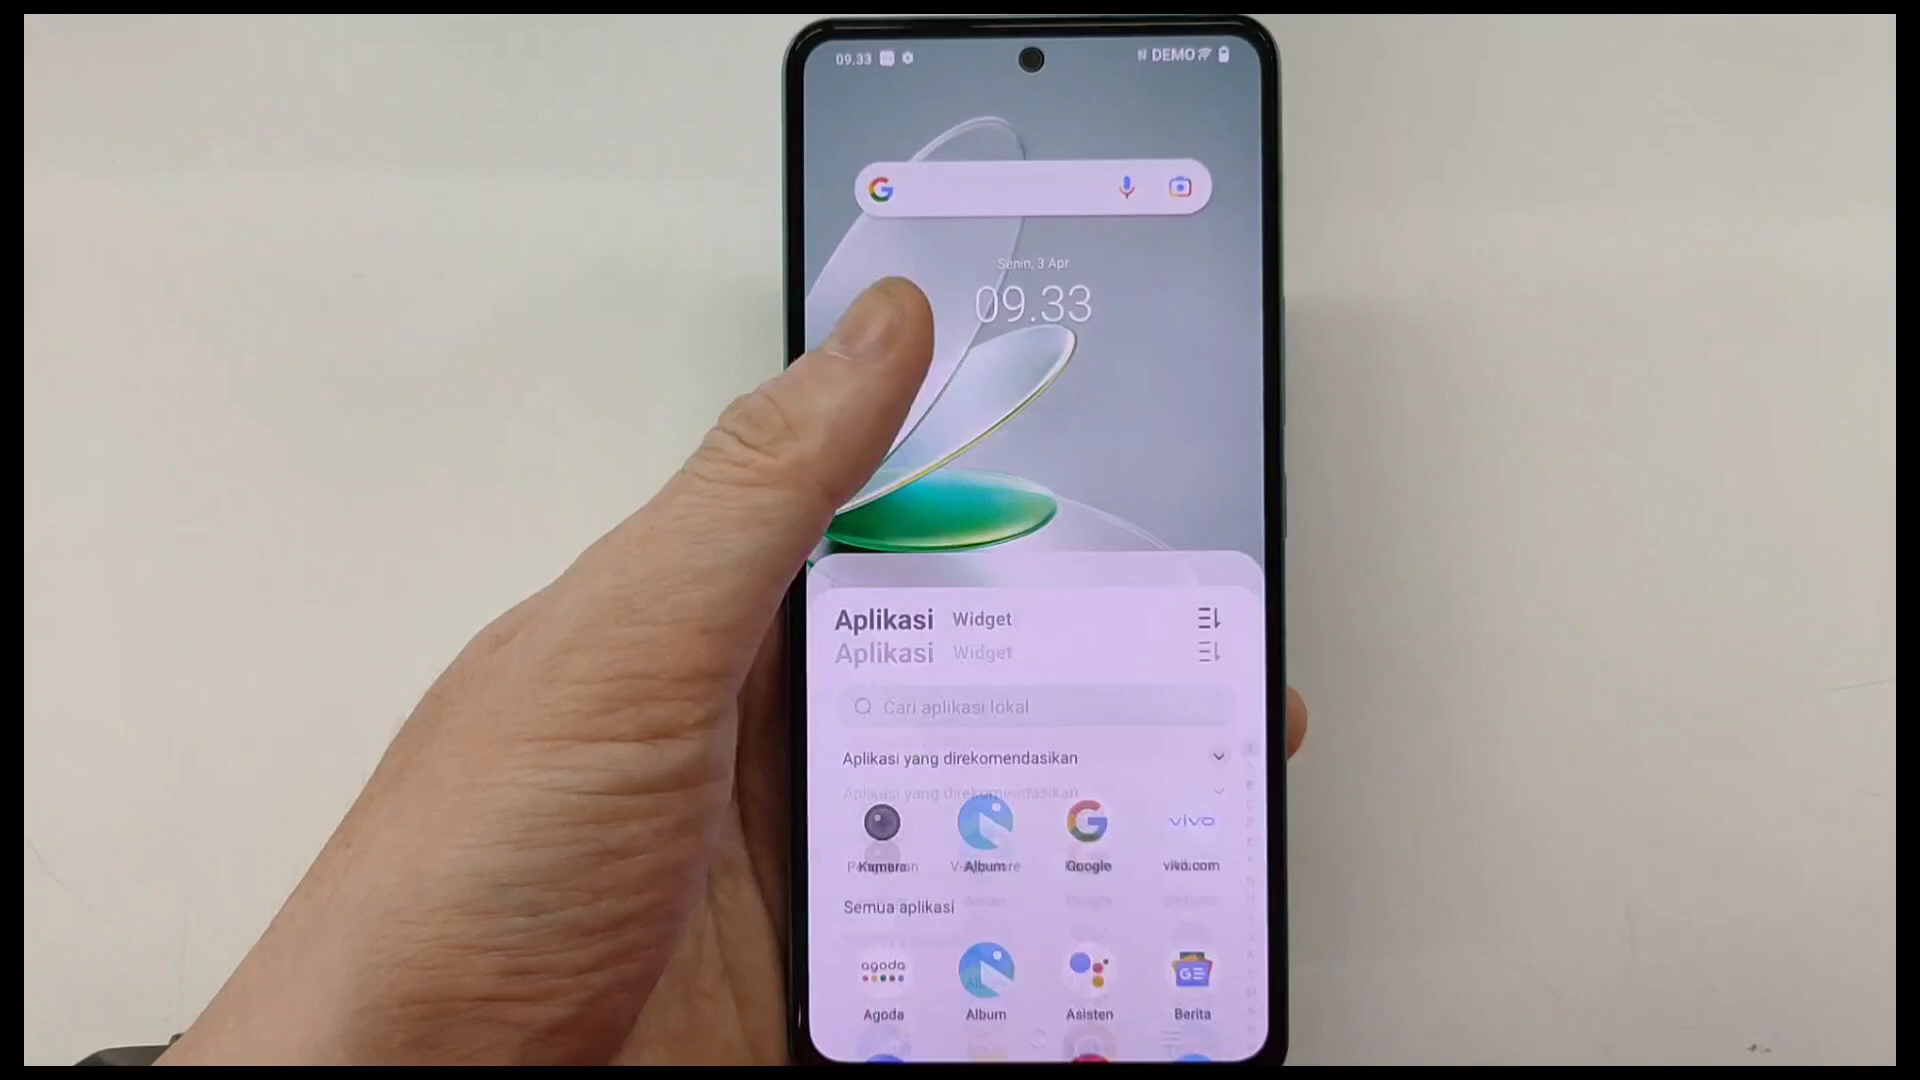 09.33
N DEMO
Senin, 3 Apr
09.33
Aplikasi Widget
Aplikasi Widget
Cari aplikasi lokal
Aplikasi yang direkomendasikan
Aplikasi yang direkomendasikan
vivo
Kamera Album Google vivo.com
Semua aplikasi
agoda GE
Agoda Album Asisten Berita